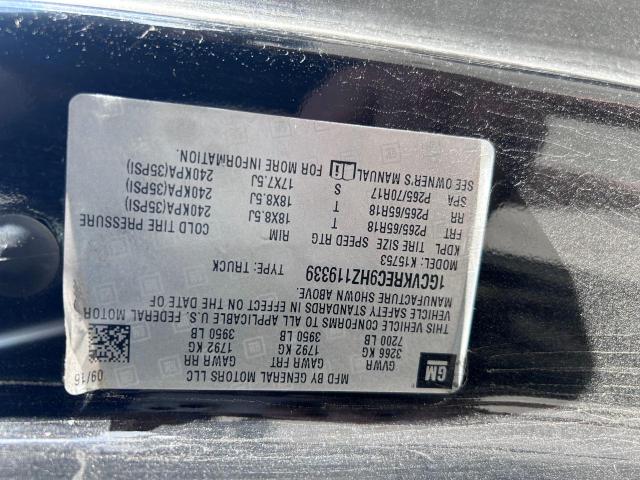 GM
MFD BY GENERAL MOTORS LLC 09/16
GVWR GAWR FRT GAWR RR
3266 KG 1792 KG 1792 KG
7200 LB 3950 LB 3950 LB
THIS VEHICLE CONFORMS TO ALL APPLICABLE U.S. FEDERAL MOTOR
VEHICLE SAFETY STANDARDS IN EFFECT ON THE DATE OF
MANUFACTURE SHOWN ABOVE.
1GCVKREC9HZ119339 TYPE: TRUCK
MODEL: K15753
KDPL TIRE SIZE SPEED RTG RIM COLD TIRE PRESSURE
FRT P265/65R18 T 18X8.5J 240KPA(35PSI)
RR P265/65R18 T 18X8.5J 240KPA(35PSI)
SPA P265/70R17 S 17X7.5J 240KPA(35PSI)
SEE OWNER'S MANUAL FOR MORE INFORMATION.